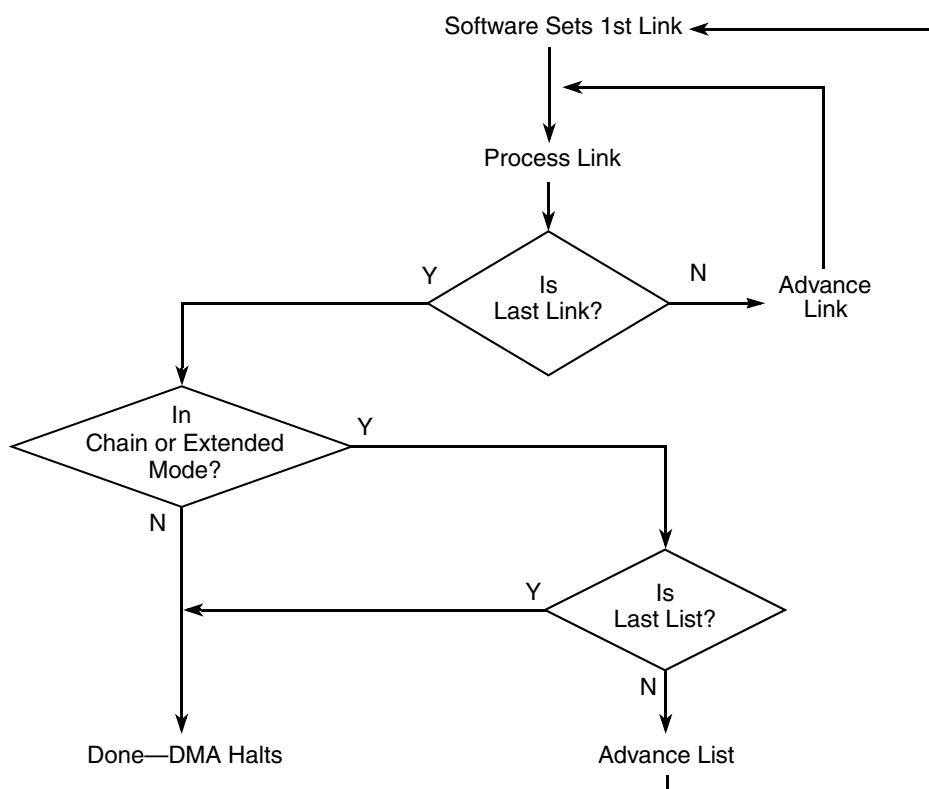 Software Sets 1st Link
Process Link
Y
Is
Last Link?
N
Advance
Link
In
Chain or Extended
Mode?
Y
N
Y
Is
Last List?
N
Done—DMA Halts
Advance List